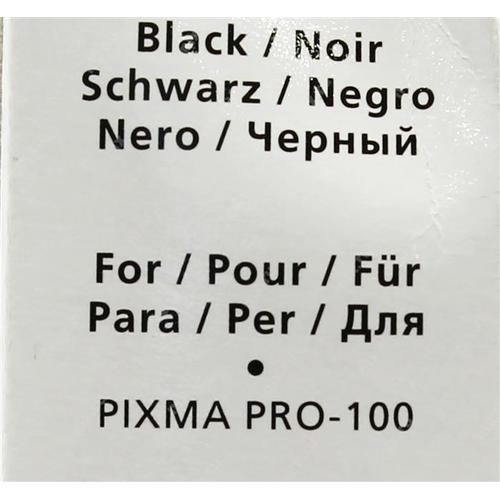 Black / Noir
Schwarz / Negro
Nero / Черный
For / Pour / Für
Para / Per / Для
•
PIXMA PRO-100